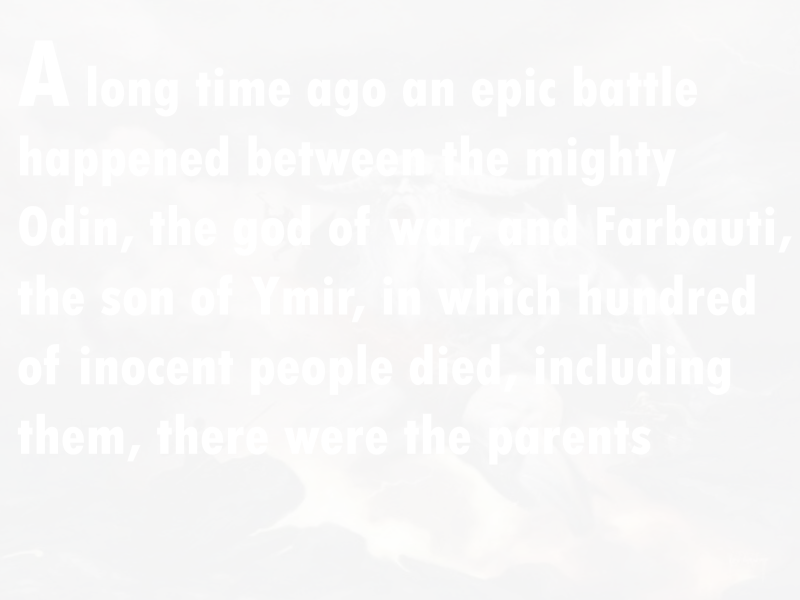 A long time ago an epic battle
happened between the mighty
Odin, the god of war, and Farbauti,
the son of Ymir, in which hundred
of inocent people died, including
them, there were the parents